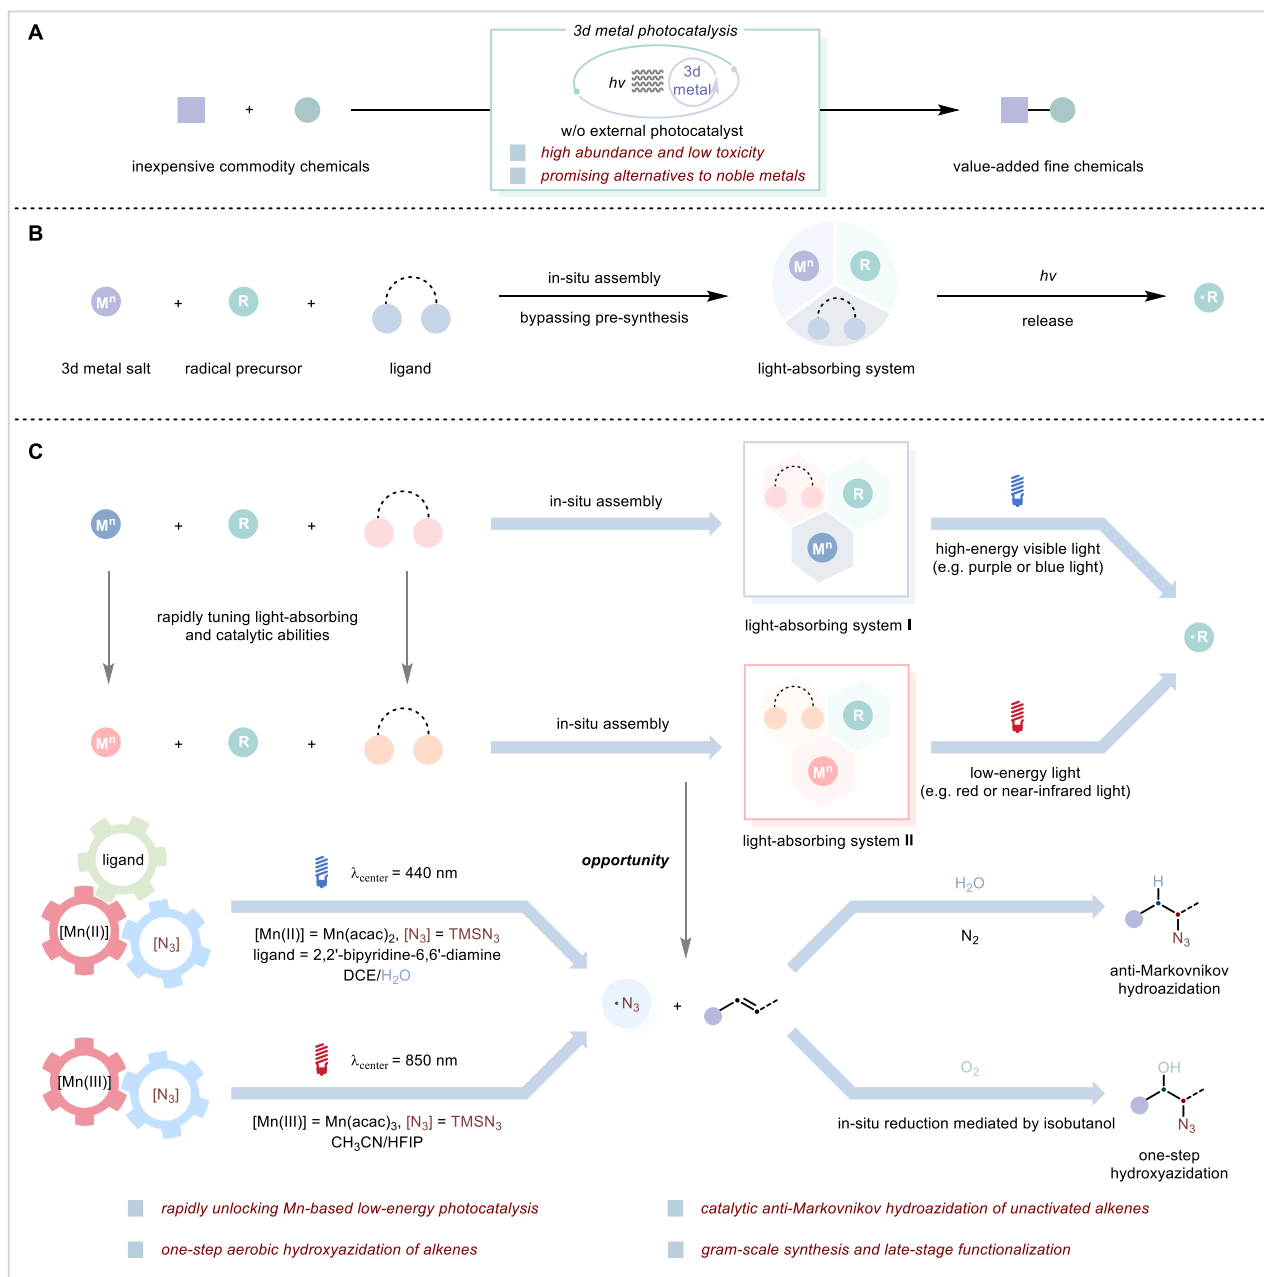 A
3d metal photocatalysis
hν
3d
metal
+
w/o external photocatalyst
inexpensive commodity chemicals
high abundance and low toxicity
promising alternatives to noble metals
value-added fine chemicals
B
Mⁿ
+
R
+
in-situ assembly
bypassing pre-synthesis
Mⁿ
R
hν
release
·R
3d metal salt
radical precursor
ligand
light-absorbing system
C
Mⁿ
+
R
+
in-situ assembly
R
Mⁿ
high-energy visible light
(e.g. purple or blue light)
light-absorbing system I
rapidly tuning light-absorbing
and catalytic abilities
·R
Mⁿ
+
R
+
in-situ assembly
R
Mⁿ
low-energy light
(e.g. red or near-infrared light)
light-absorbing system II
opportunity
ligand
[Mn(II)]
[N₃]
λcenter = 440 nm
[Mn(II)] = Mn(acac)₂, [N₃] = TMSN₃
ligand = 2,2'-bipyridine-6,6'-diamine
DCE/H₂O
H₂O
N₂
H
N₃
anti-Markovnikov
hydroazidation
·N₃
+
[Mn(III)]
[N₃]
λcenter = 850 nm
[Mn(III)] = Mn(acac)₃, [N₃] = TMSN₃
CH₃CN/HFIP
O₂
in-situ reduction mediated by isobutanol
OH
N₃
one-step
hydroxyazidation
rapidly unlocking Mn-based low-energy photocatalysis
catalytic anti-Markovnikov hydroazidation of unactivated alkenes
one-step aerobic hydroxyazidation of alkenes
gram-scale synthesis and late-stage functionalization